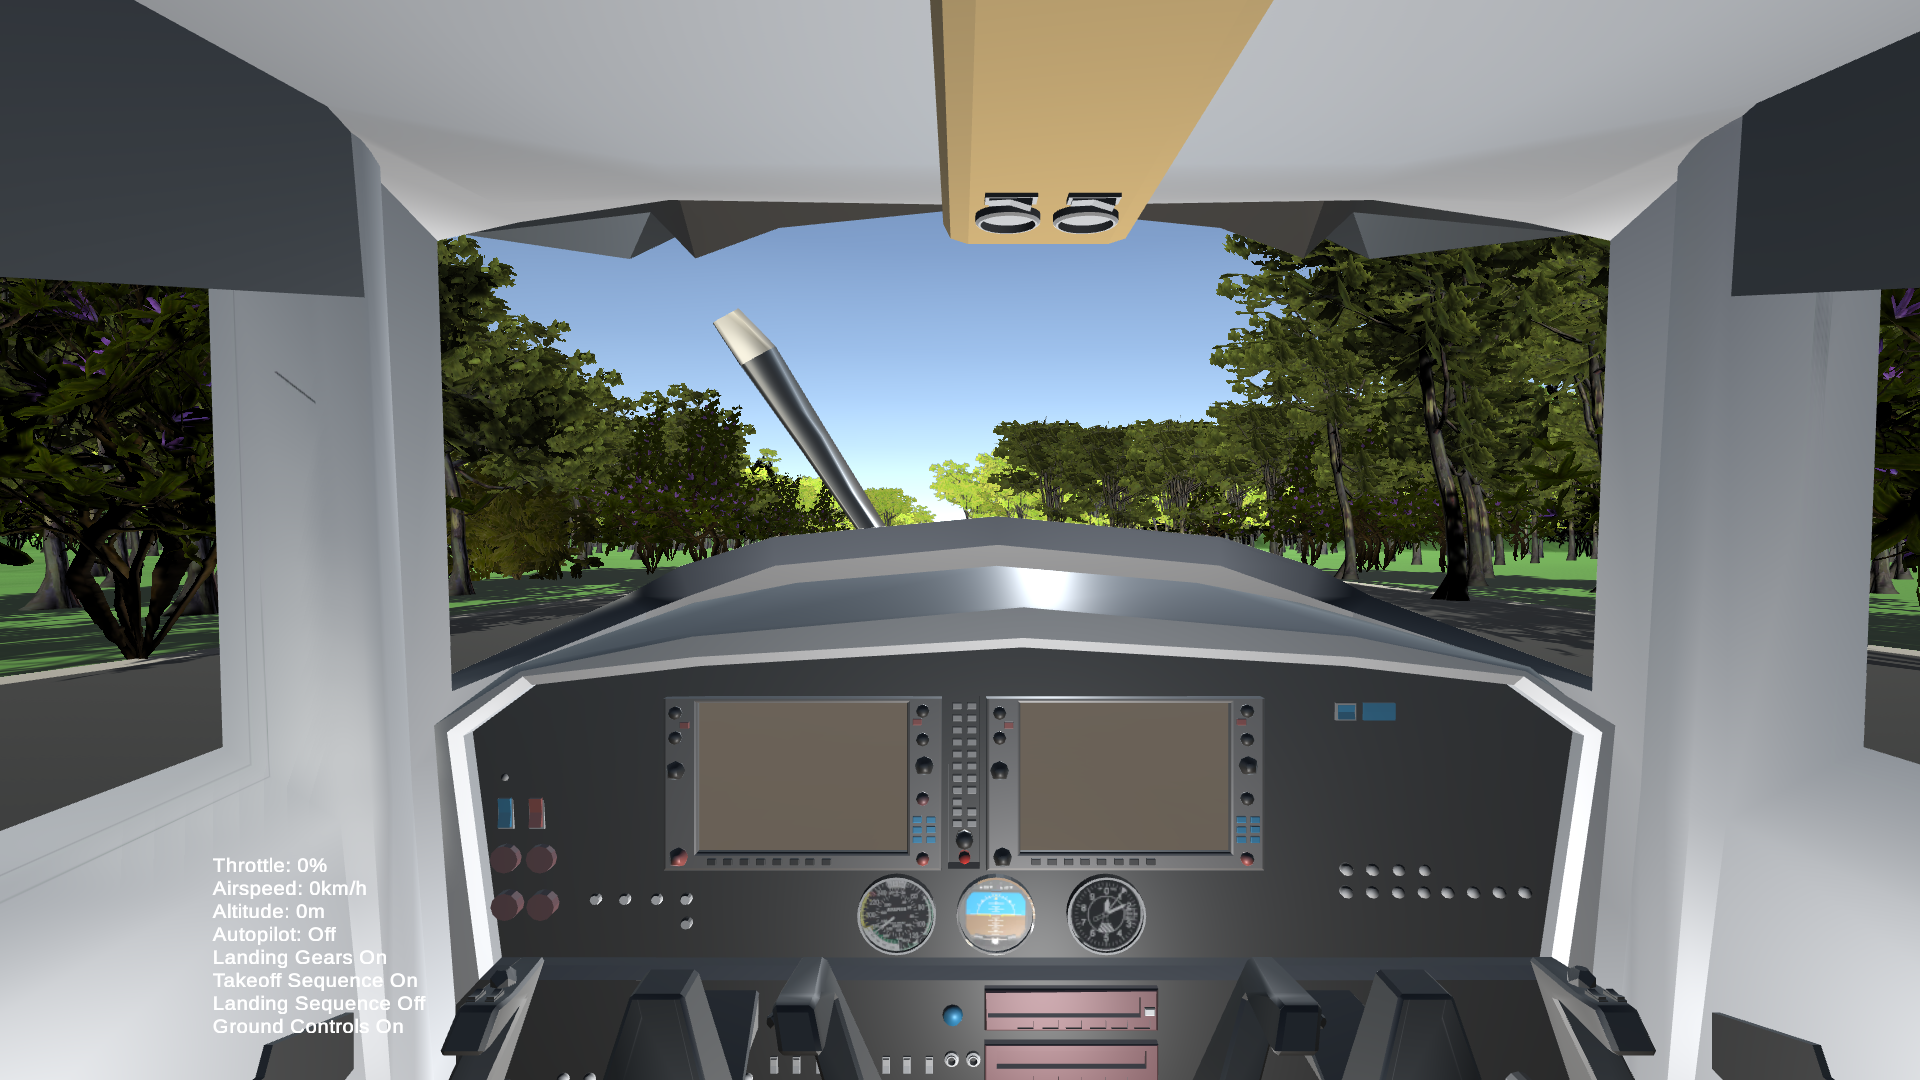 Throttle: 0%
Airspeed: 0km/h
Altitude: 0m
Autopilot: Off
Landing Gears On
Takeoff Sequence On
Landing Sequence Off
Ground Controls On